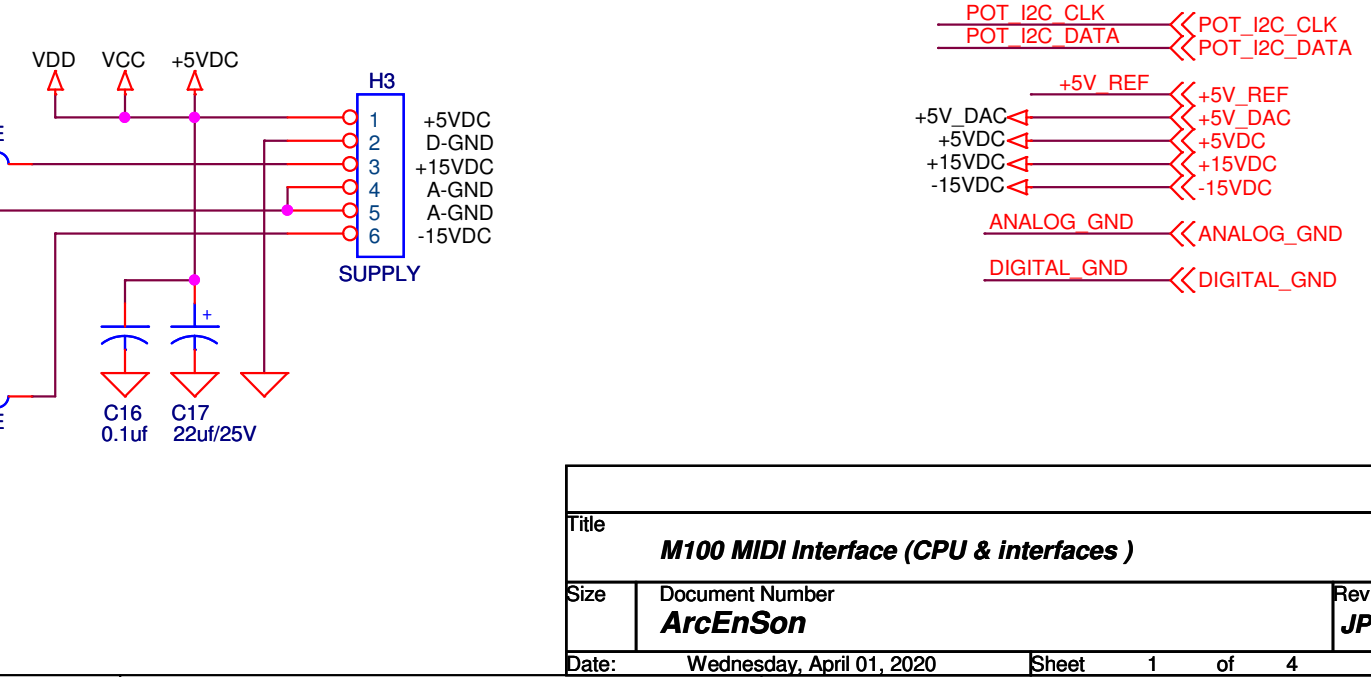 POT_I2C_CLK
POT_I2C_CLK
POT_I2C_DATA
POT_I2C_DATA
VDD VCC +5VDC
H3
+5V_REF
+5V_REF
1 +5VDC
+5V_DAC
+5V_DAC
2 D-GND
+5VDC
+5VDC
3 +15VDC
+15VDC
+15VDC
4 A-GND
-15VDC
-15VDC
5 A-GND
6 -15VDC
ANALOG_GND
ANALOG_GND
SUPPLY
DIGITAL_GND
DIGITAL_GND
+
C16
0.1uf
C17
22uf/25V
Title
M100 MIDI Interface (CPU & interfaces )
Size Document Number Rev
ArcEnSon JP
Date: Wednesday, April 01, 2020 Sheet 1 of 4